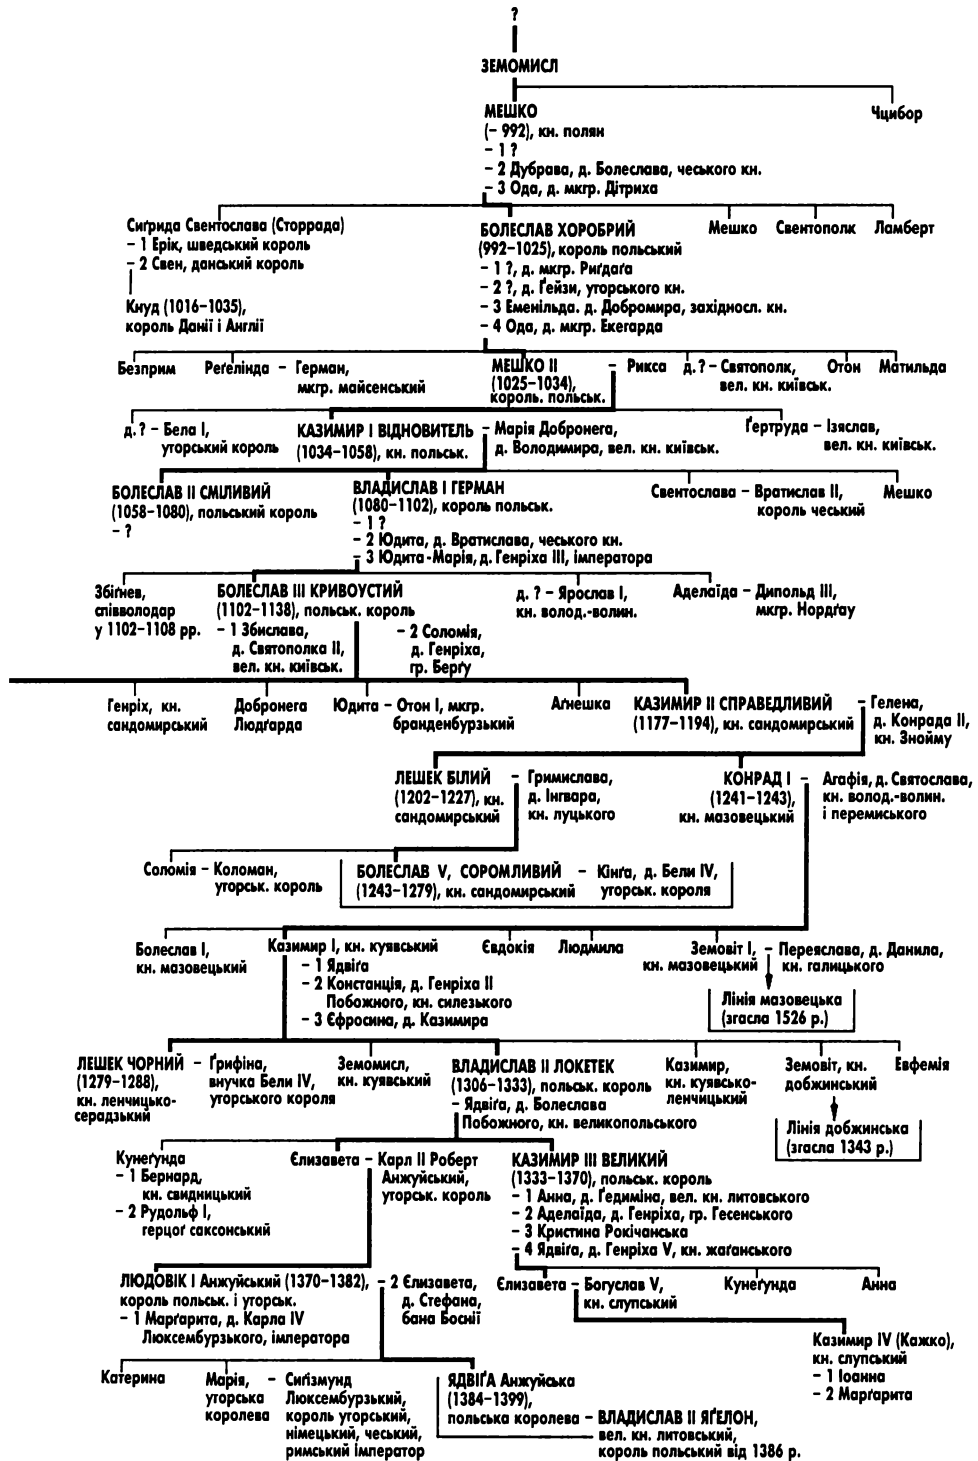 ?
ЗЕМОМИСЛ
МЕШКО
(– 992), кн. полян
– 1 ?
– 2 Дубрава, д. Болеслава, чеського кн.
– 3 Ода, д. мкгр. Дітриха
Чцибор
Сиґрида Свентослава (Сторрада)
– 1 Ерік, шведський король
– 2 Свен, данський король
Кнуд (1016–1035),
король Данії і Англії
БОЛЕСЛАВ ХОРОБРИЙ
(992–1025), король польський
– 1 ?, д. мкгр. Риґдаґа
– 2 ?, д. Ґейзи, угорського кн.
– 3 Еменільда. д. Добромира, західносл. кн.
– 4 Ода, д. мкгр. Екегарда
Мешко
Свентополк
Ламберт
Безприм
Реґелінда – Герман,
мкгр. майсенський
МЕШКО II
(1025–1034),
король. польськ.
– Рикса
д. ? – Святополк,
вел. кн. київськ.
Отон
Матильда
д. ? – Бела I,
угорський король
КАЗИМИР I ВІДНОВИТЕЛЬ
(1034–1058), кн. польськ.
– Марія Добронега,
д. Володимира, вел. кн. київськ.
Ґертруда – Ізяслав,
вел. кн. київськ.
БОЛЕСЛАВ II СМІЛИВИЙ
(1058–1080), польський король
– ?
ВЛАДИСЛАВ I ГЕРМАН
(1080–1102), король польськ.
– 1 ?
– 2 Юдита, д. Вратислава, чеського кн.
– 3 Юдита-Марія, д. Генріха III, імператора
Свентослава – Вратислав II,
король чеський
Мешко
Збіґнев,
співволодар
у 1102–1108 рр.
БОЛЕСЛАВ III КРИВОУСТИЙ
(1102–1138), польськ. король
– 1 Збислава,
д. Святополка II,
вел. кн. київськ.
– 2 Соломія,
д. Генріха,
гр. Берґу
д. ? – Ярослав I,
кн. волод.-волин.
Аделаїда – Дипольд III,
мкгр. Нордґау
Генріх, кн.
сандомирський
Добронега
Людґарда
Юдита – Отон I, мкгр.
бранденбурзький
Аґнешка
КАЗИМИР II СПРАВЕДЛИВИЙ
(1177–1194), кн. сандомирський
– Гелена,
д. Конрада II,
кн. Знойму
ЛЕШЕК БІЛИЙ
(1202–1227), кн.
сандомирський
– Гримислава,
д. Інгвара,
кн. луцького
КОНРАД I –
(1241–1243),
кн. мазовецький
Агафія, д. Святослава,
кн. волод.-волин.
і перемиського
Соломія – Коломан,
угорськ. король
БОЛЕСЛАВ V, СОРОМЛИВИЙ
(1243–1279), кн. сандомирський
– Кінґа, д. Бели IV,
угорськ. короля
Болеслав I,
кн. мазовецький
Казимир I, кн. куявський
– 1 Ядвіґа
– 2 Констанція, д. Генріха II
Побожного, кн. силезького
– 3 Єфросина, д. Казимира
Євдокія
Людмила
Земовіт I,
кн. мазовецький
– Переяслава, д. Данила,
кн. галицького
Лінія мазовецька
(згасла 1526 р.)
ЛЕШЕК ЧОРНИЙ
(1279–1288),
кн. ленчицько-
серадзький
– Ґрифіна,
внучка Бели IV,
угорського короля
Земомисл,
кн. куявський
ВЛАДИСЛАВ II ЛОКЕТЕК
(1306–1333), польськ. король
– Ядвіґа, д. Болеслава
Побожного, кн. великопольського
Казимир,
кн. куявсько-
ленчицький
Земовіт, кн.
добжинський
Евфемія
Лінія добжинська
(згасла 1343 р.)
Кунеґунда
– 1 Бернард,
кн. свидницький
– 2 Рудольф I,
герцоґ саксонський
Єлизавета – Карл II Роберт
Анжуйський,
угорськ. король
КАЗИМИР III ВЕЛИКИЙ
(1333–1370), польськ. король
– 1 Анна, д. Ґедиміна, вел. кн. литовського
– 2 Аделаїда, д. Генріха, гр. Гесенського
– 3 Кристина Рокічанська
– 4 Ядвіґа, д. Генріха V, кн. жаґанського
ЛЮДОВІК I Анжуйський (1370–1382),
король польськ. і угорськ.
– 1 Марґарита, д. Карла IV
Люксембурзького, імператора
– 2 Єлизавета,
д. Стефана,
бана Боснії
Єлизавета – Богуслав V,
кн. слупський
Кунеґунда
Анна
Казимир IV (Кажко),
кн. слупський
– 1 Іоанна
– 2 Марґарита
Катерина
Марія,
угорська
королева
– Сиґізмунд
Люксембурзький,
король угорський,
німецький, чеський,
римський імператор
ЯДВІҐА Анжуйська
(1384–1399),
польська королева
– ВЛАДИСЛАВ II ЯҐЕЛОН,
вел. кн. литовський,
король польський від 1386 р.